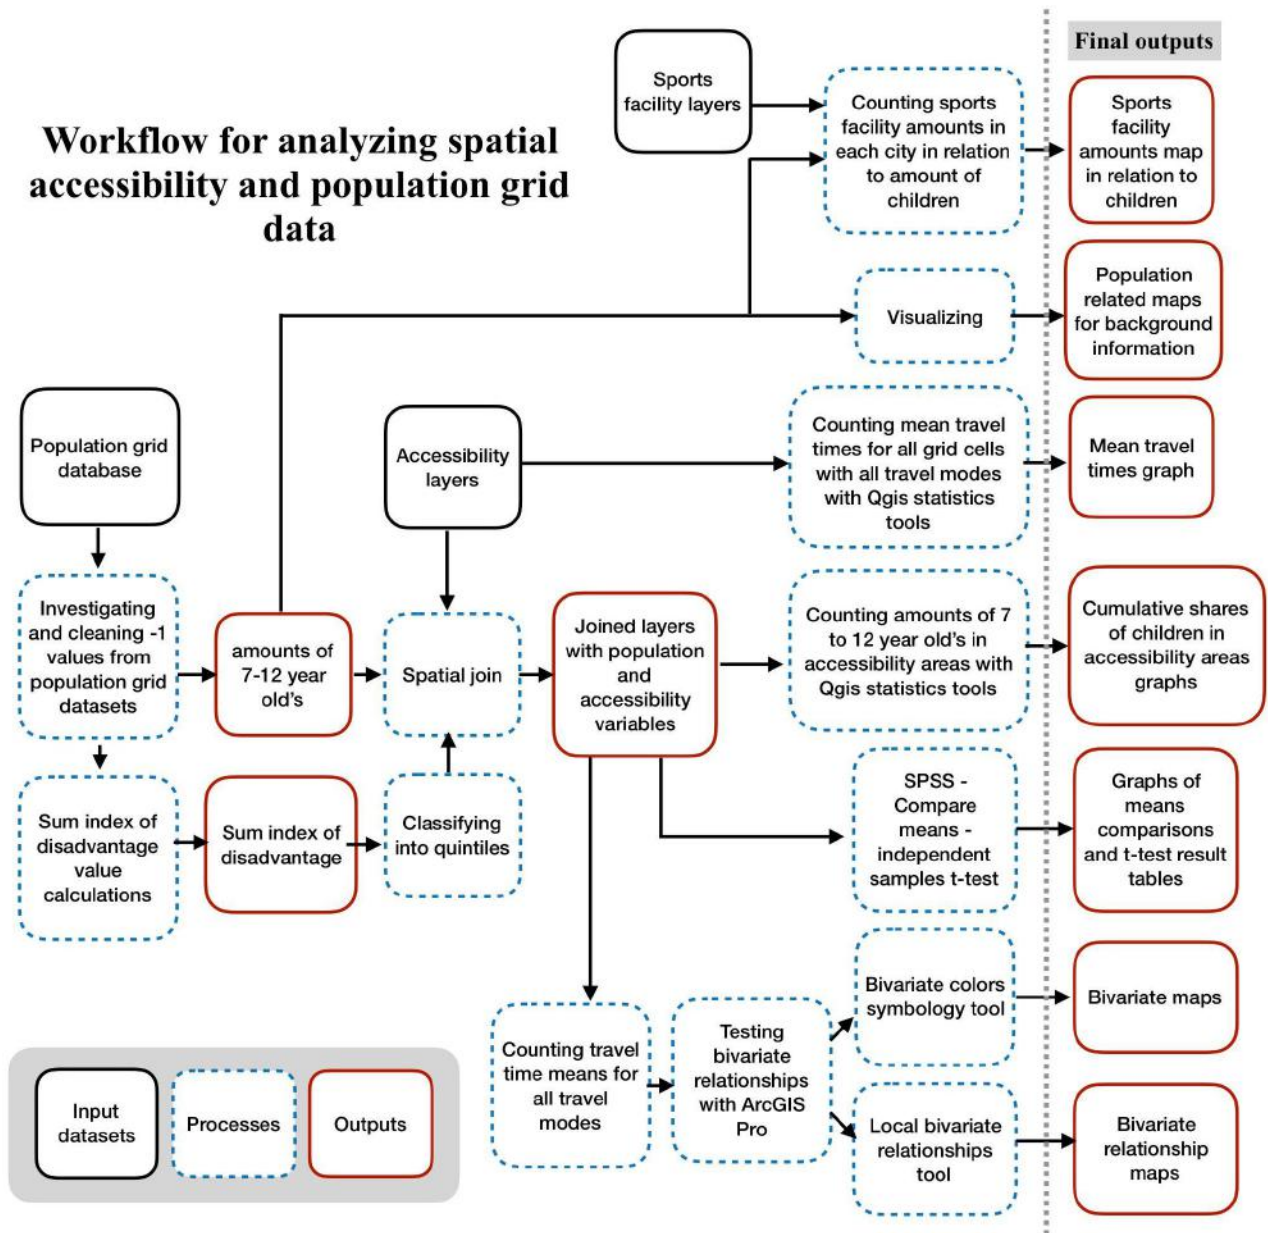 Workflow for analyzing spatial
accessibility and population grid
data
Final outputs
Sports
facility layers
Counting sports
facility amounts in
each city in relation
to amount of
children
Sports
facility
amounts map
in relation to
children
Visualizing
Population
related maps
for background
information
Population grid
database
Accessibility
layers
Counting mean travel
times for all grid cells
with all travel modes
with Qgis statistics
tools
Mean travel
times graph
Investigating
and cleaning -1
values from
population grid
datasets
amounts of
7-12 year
old's
Spatial join
Joined layers
with population
and
accessibility
variables
Counting amounts of 7
to 12 year old's in
accessibility areas with
Qgis statistics tools
Cumulative shares
of children in
accessibility areas
graphs
Sum index of
disadvantage
value
calculations
Sum index of
disadvantage
Classifying
into quintiles
SPSS -
Compare
means -
independent
samples t-test
Graphs of
means
comparisons
and t-test result
tables
Counting travel
time means for
all travel
modes
Testing
bivariate
relationships
with ArcGIS
Pro
Bivariate colors
symbology tool
Bivariate maps
Local bivariate
relationships
tool
Bivariate
relationship
maps
Input
datasets
Processes
Outputs